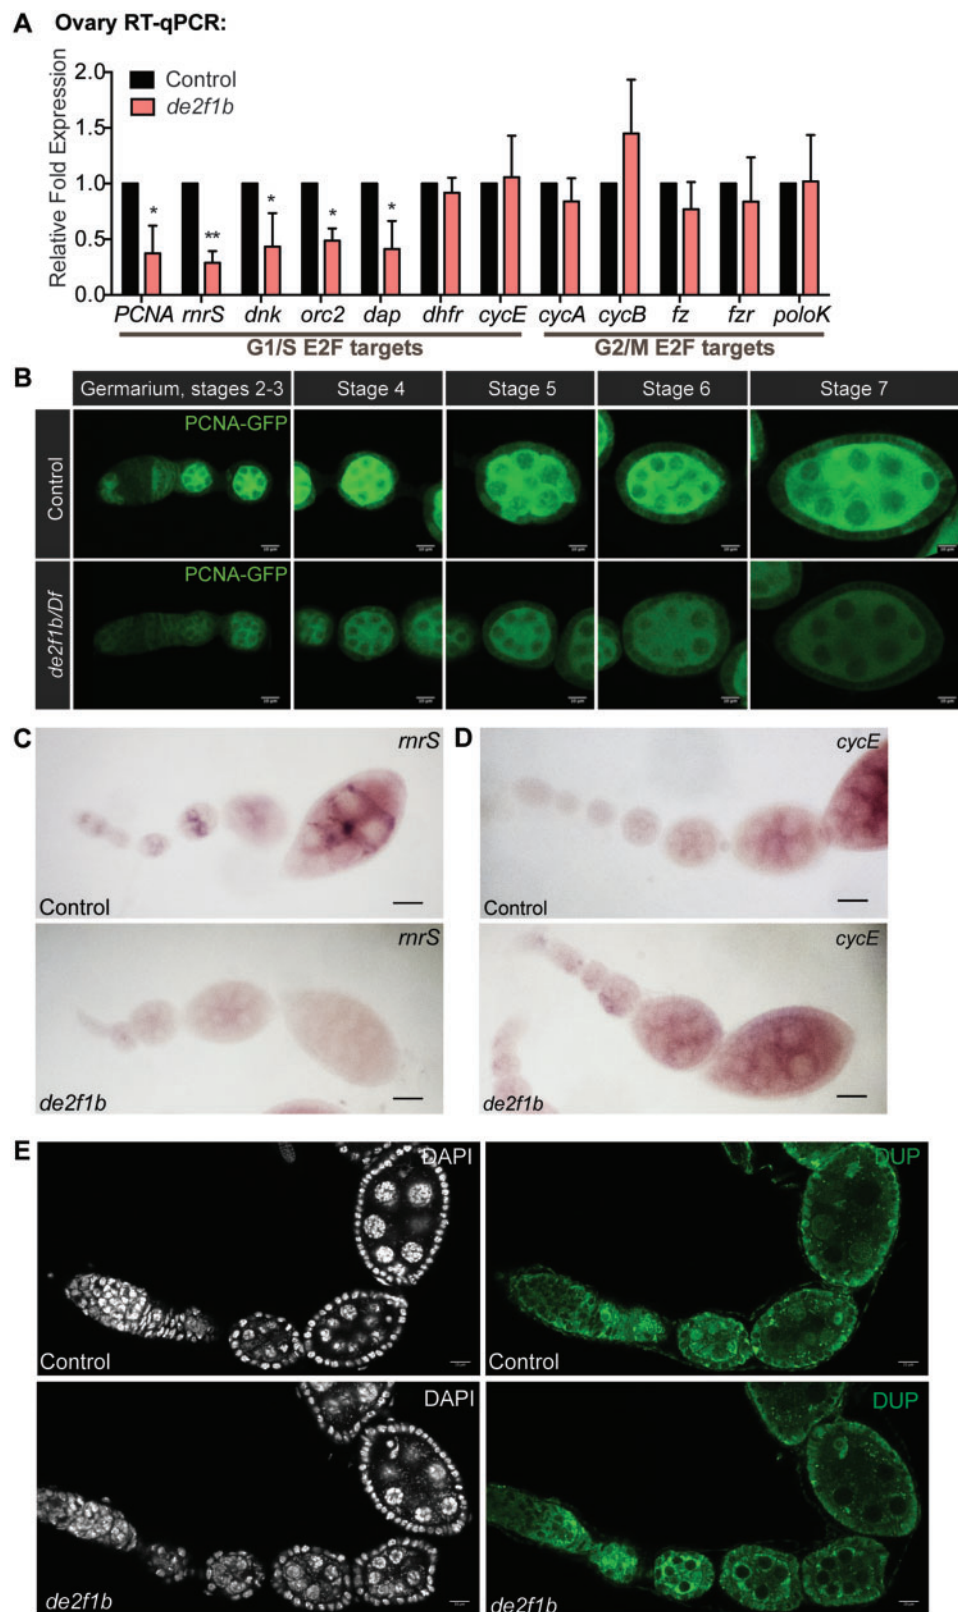 A Ovary RT-qPCR:
Relative Fold Expression
2.0
1.5
1.0
0.5
0.0
Control
de2f1b
* ** * * *
PCNA rnrS dnk orc2 dap dhfr cycE cycA cycB fz fzr poloK
G1/S E2F targets G2/M E2F targets
B Germarium, stages 2-3 Stage 4 Stage 5 Stage 6 Stage 7
Control
PCNA-GFP
de2f1b/Df
PCNA-GFP
C rnrS
Control
rnrS
de2f1b
D cycE
Control
cycE
de2f1b
E DAPI
Control
DUP
Control
DAPI
de2f1b
DUP
de2f1b